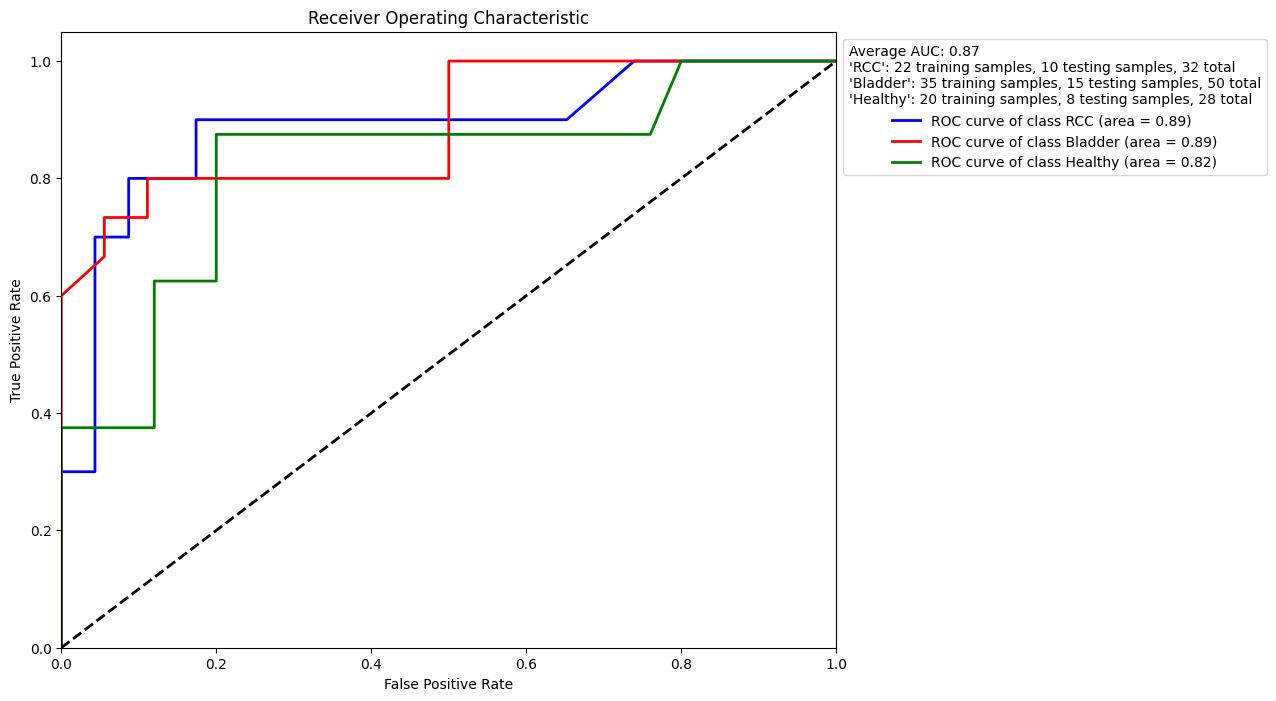 Receiver Operating Characteristic
1.0
0.8
0.6
0.4
0.2
0.0
True Positive Rate
0.0 0.2 0.4 0.6 0.8 1.0
False Positive Rate
Average AUC: 0.87
'RCC': 22 training samples, 10 testing samples, 32 total
'Bladder': 35 training samples, 15 testing samples, 50 total
'Healthy': 20 training samples, 8 testing samples, 28 total
ROC curve of class RCC (area = 0.89)
ROC curve of class Bladder (area = 0.89)
ROC curve of class Healthy (area = 0.82)